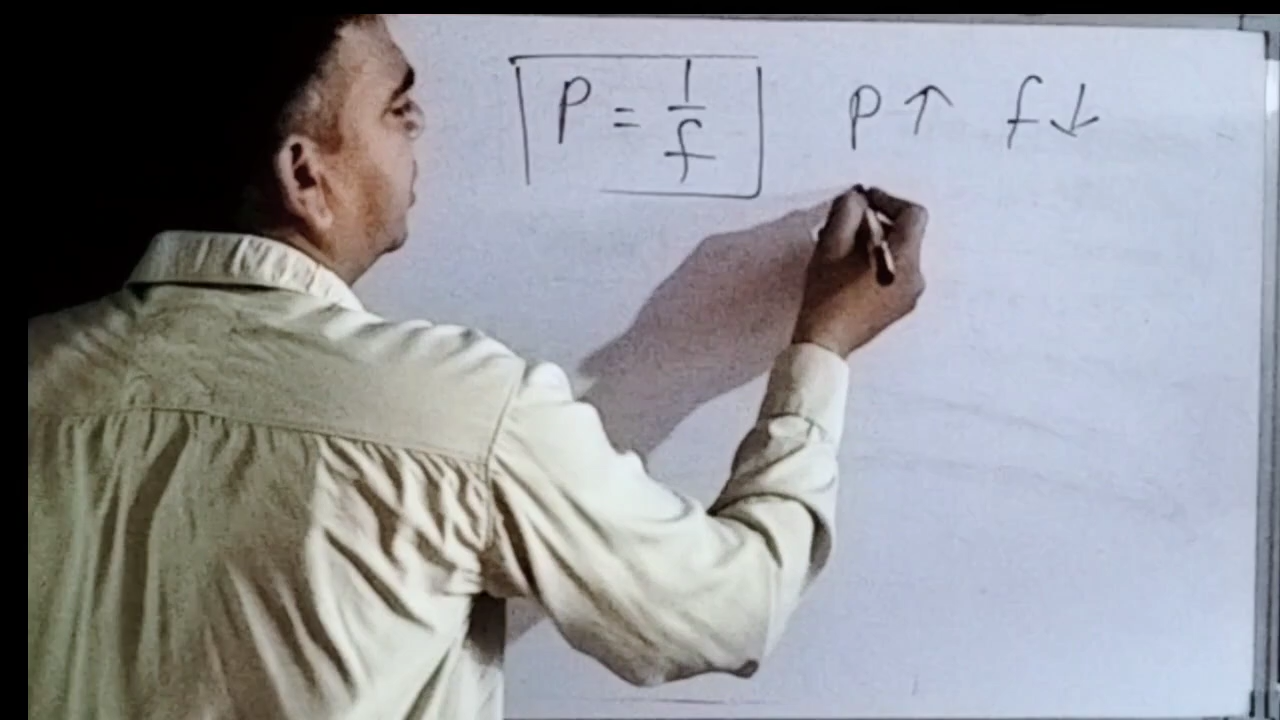 P = 1/f P ↑ f ↓